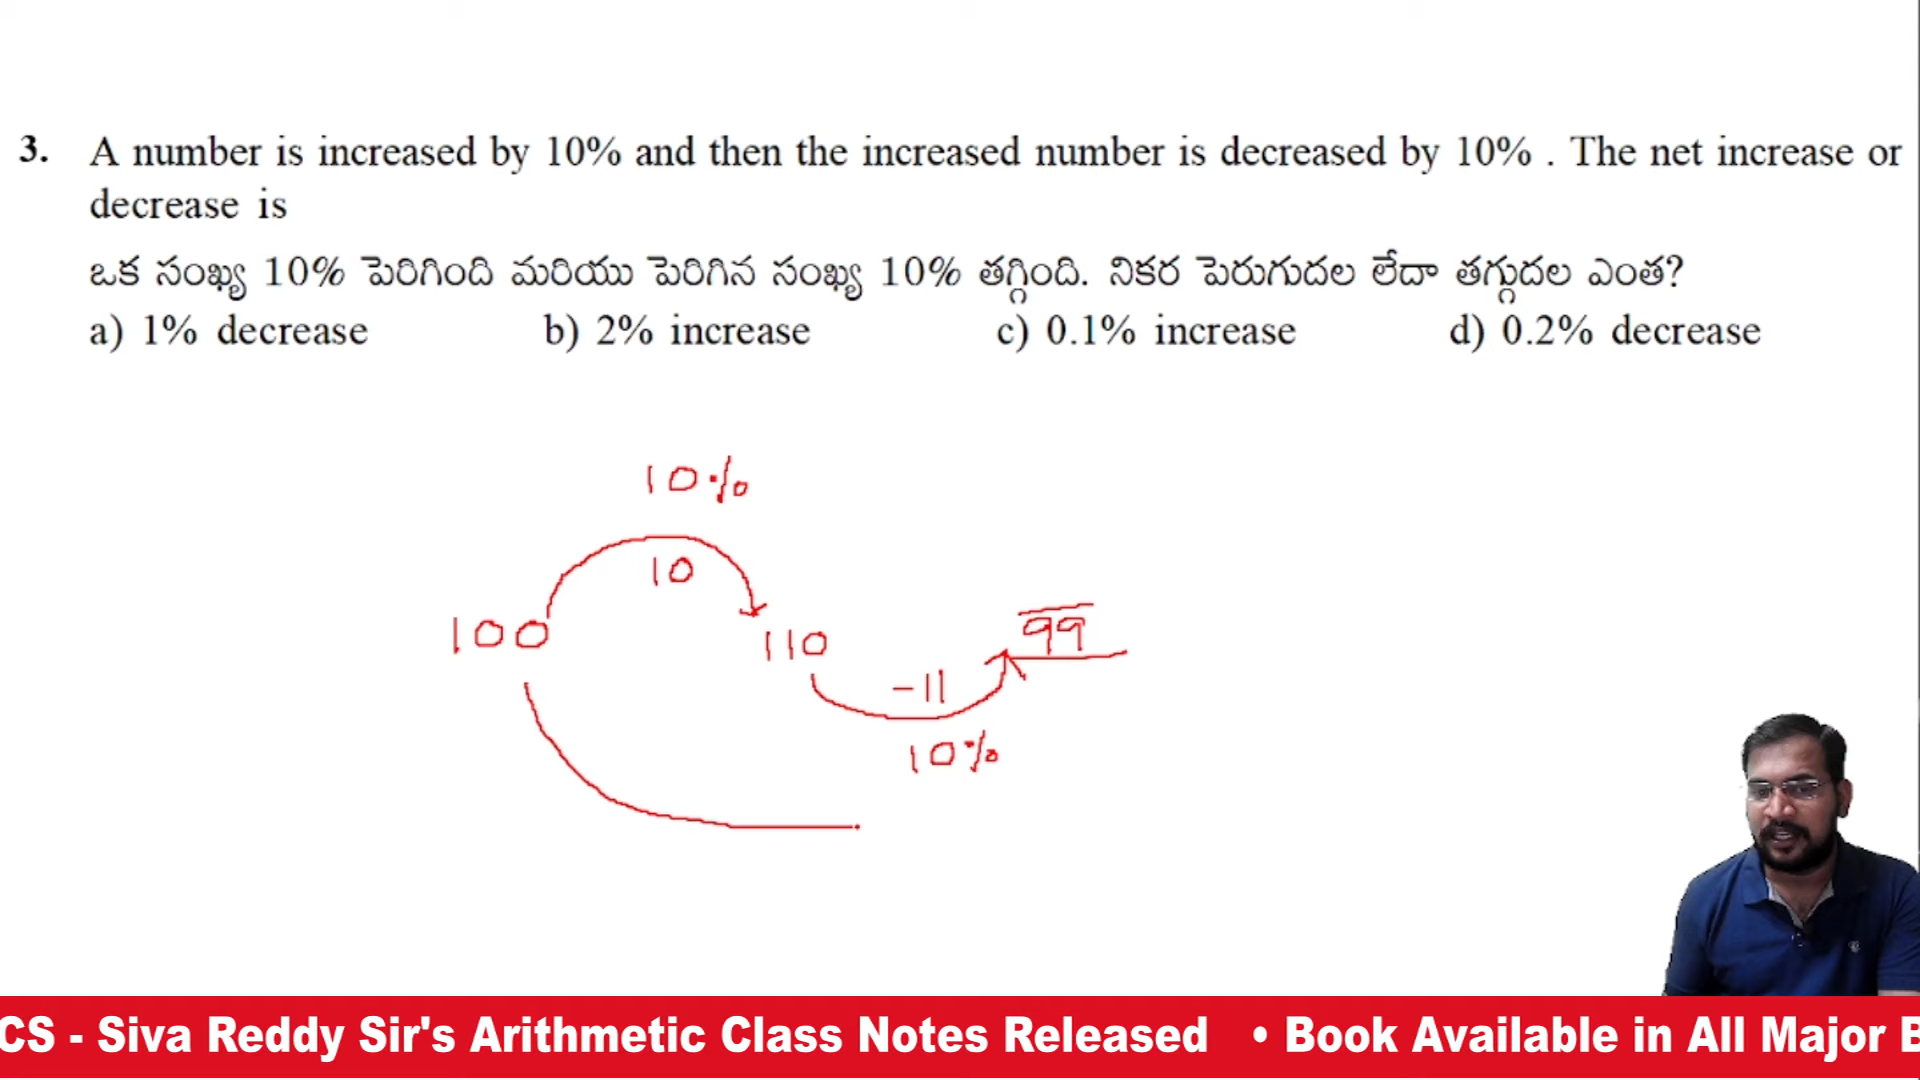 3. A number is increased by 10% and then the increased number is decreased by 10% . The net increase or
decrease is
ఒక సంఖ్య 10% పెరిగింది మరియు పెరిగిన సంఖ్య 10% తగ్గింది. నికర పెరుగుదల లేదా తగ్గుదల ఎంత?
a) 1% decrease b) 2% increase c) 0.1% increase d) 0.2% decrease
10%
10
100 110 99
-11
10%
CS - Siva Reddy Sir's Arithmetic Class Notes Released • Book Available in All Major B